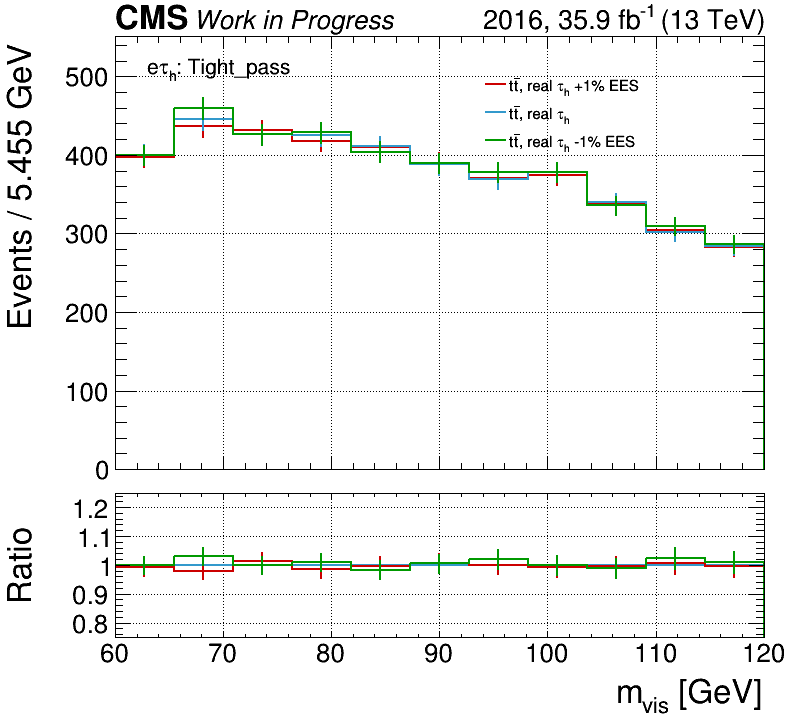 CMS Work in Progress 2016, 35.9 fb⁻¹ (13 TeV)
Events / 5.455 GeV
eτₕ: Tight_pass
tt̅, real τₕ +1% EES
tt̅, real τₕ
tt̅, real τₕ -1% EES
500
400
300
200
100
0
Ratio
1.2
1.1
1
0.9
0.8
60 70 80 90 100 110 120
m_vis [GeV]